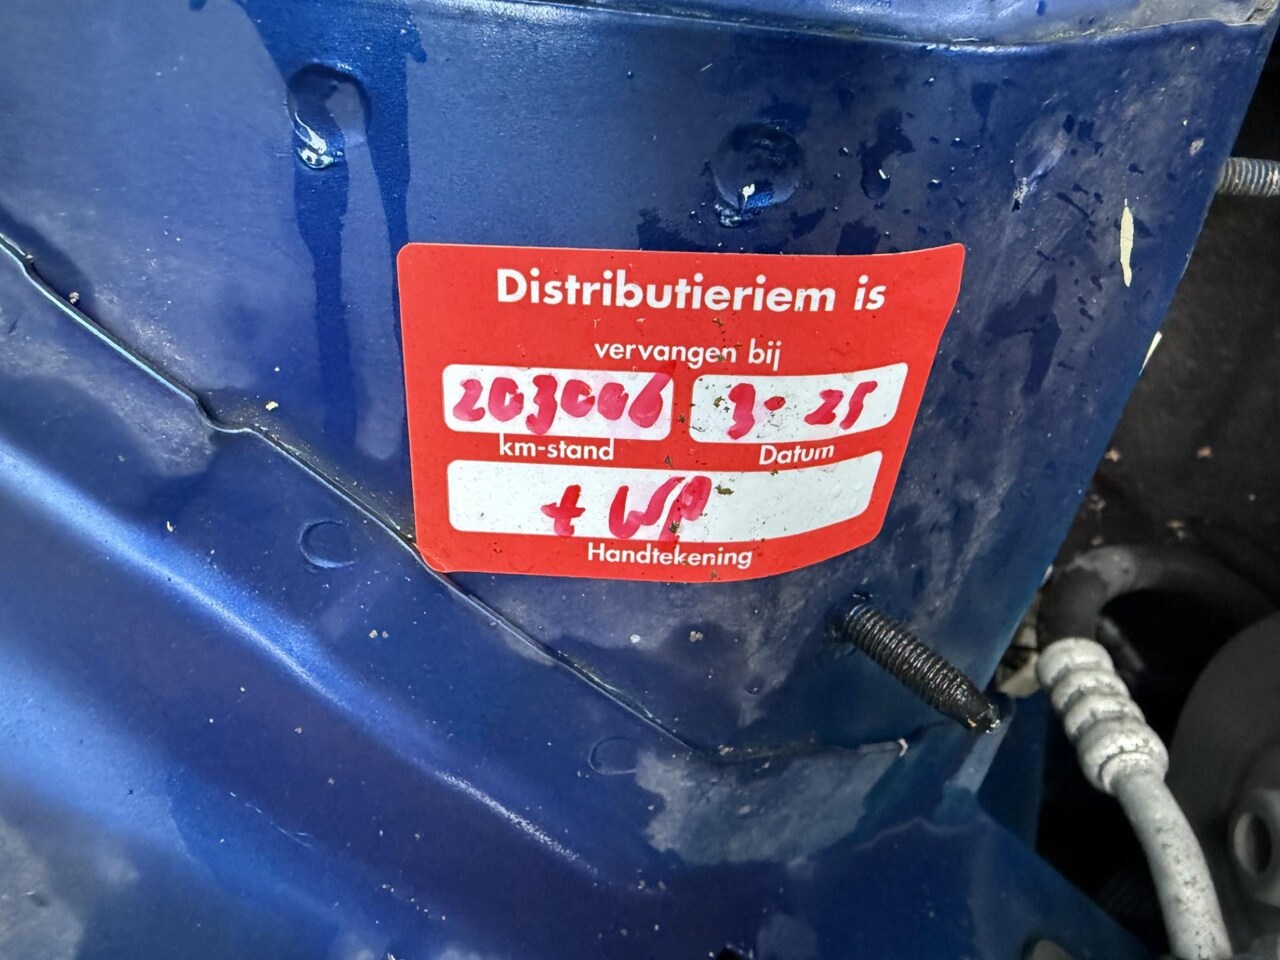 Distributieriem is
vervangen bij
203006 3-25
km-stand Datum
+ WP
Handtekening